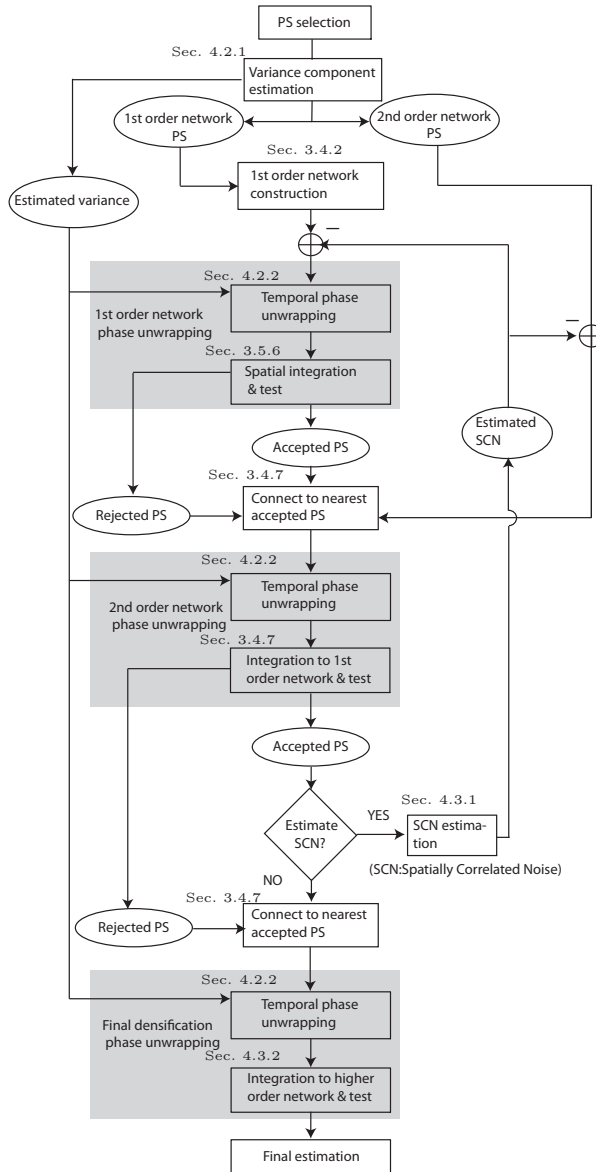 PS selection
Sec. 4.2.1
Variance component
estimation
1st order network
PS
2nd order network
PS
Sec. 3.4.2
1st order network
construction
Estimated variance
−
Sec. 4.2.2
Temporal phase
unwrapping
1st order network
phase unwrapping
−
Sec. 3.5.6
Spatial integration
& test
Accepted PS
Estimated
SCN
Sec. 3.4.7
Rejected PS
Connect to nearest
accepted PS
Sec. 4.2.2
Temporal phase
unwrapping
2nd order network
phase unwrapping
Sec. 3.4.7
Integration to 1st
order network & test
Accepted PS
Estimate
SCN?
YES
Sec. 4.3.1
SCN estima-
tion
(SCN:Spatially Correlated Noise)
NO
Sec. 3.4.7
Rejected PS
Connect to nearest
accepted PS
Sec. 4.2.2
Temporal phase
unwrapping
Final densification
phase unwrapping
Sec. 4.3.2
Integration to higher
order network & test
Final estimation